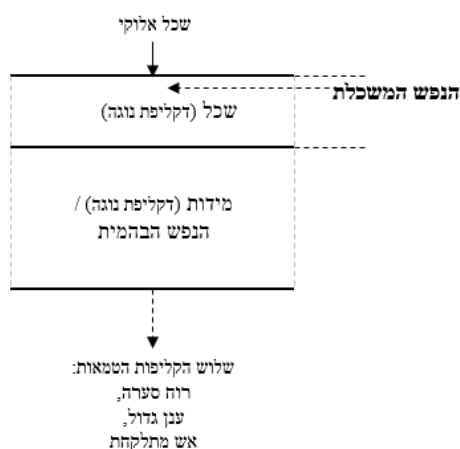 שכל אלוקי
הנפש המשכלת
שכל (דקליפת נוגה)
מידות (דקליפת נוגה) /
הנפש הבהמית
שלוש הקליפות הטמאות:
רוח סערה,
ענן גדול,
אש מתלקחת